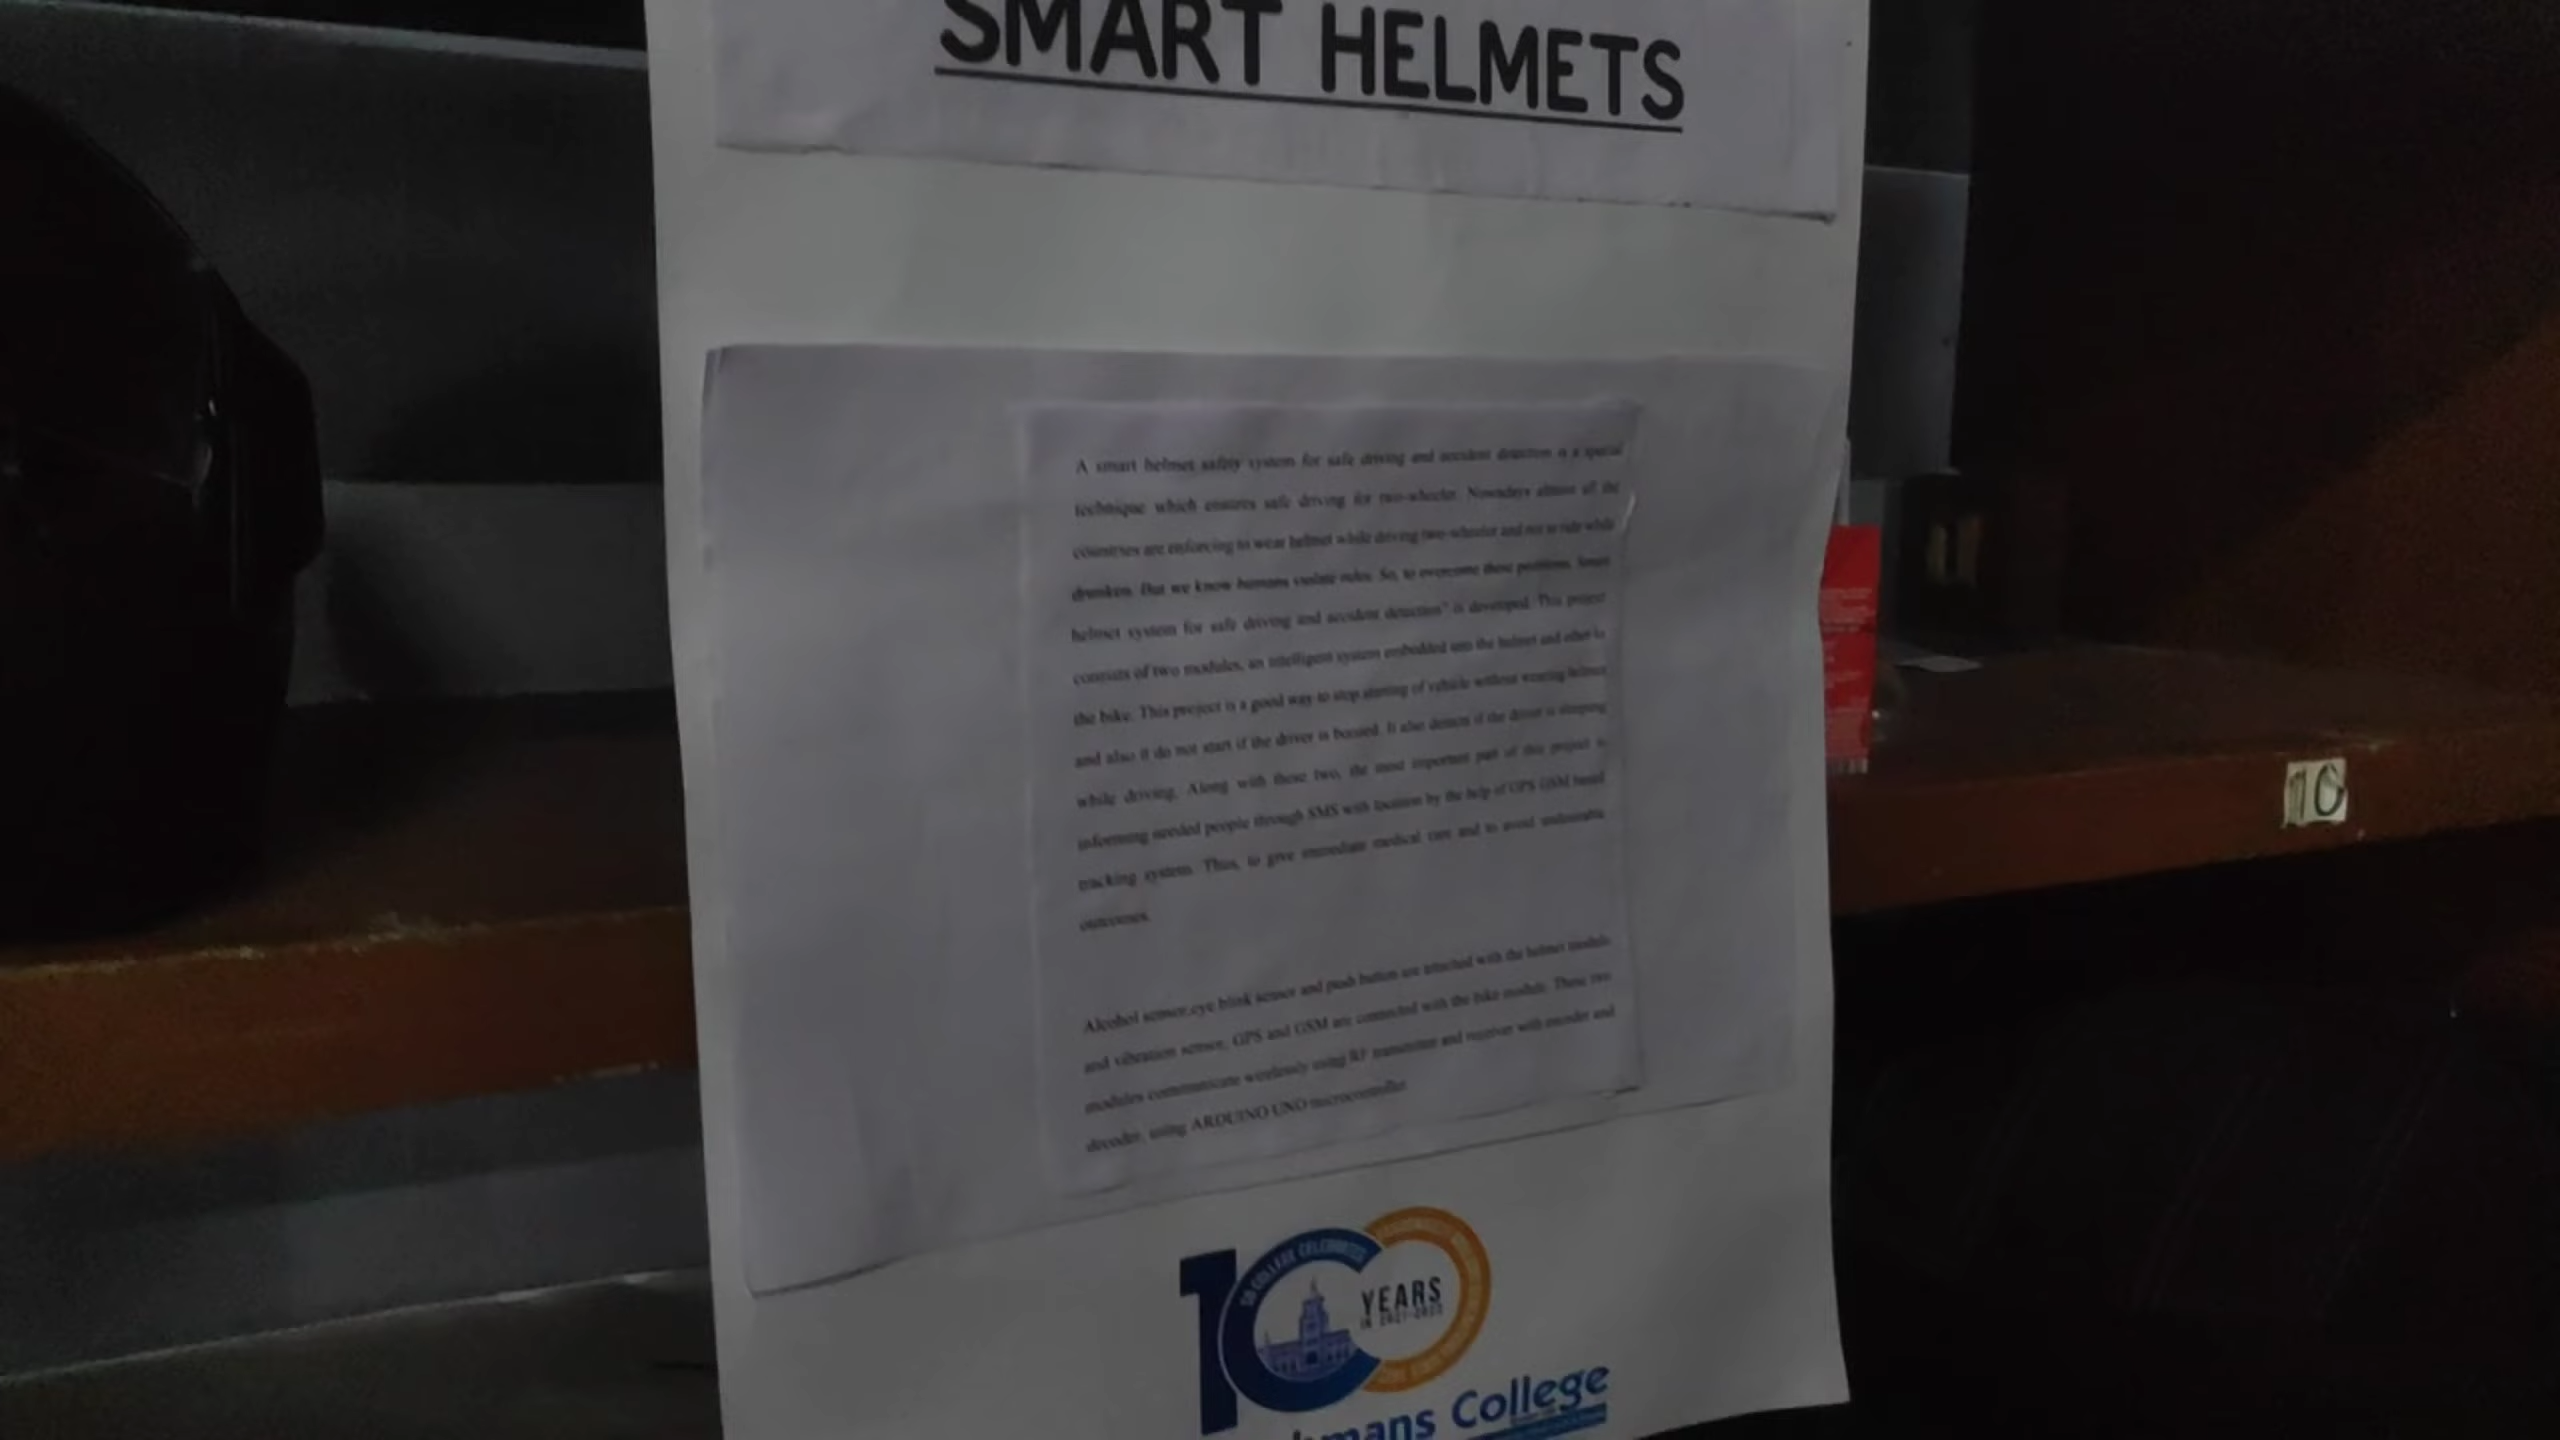 SMART HELMETS
A smart helmet safety system for safe driving and accident detection is a special
technique which ensures safe driving for two-wheeler. Nowadays almost all the
countries are enforcing to wear helmet while driving two-wheeler and not to ride while
drunken. But we know humans violate rules. So, to overcome these problems, Smart
helmet system for safe driving and accident detection" is developed. This project
consists of two modules, an intelligent system embedded into the helmet and other to
the bike. This project is a good way to stop starting of vehicle without wearing helmet
and also if do not start if the driver is boozed. It also detects if the driver is sleeping
while driving. Along with these two, the most important part of this project is
informing needed people through SMS with location by the help of GPS GSM based
tracking system. Thus, to give immediate medical care and to avoid undesirable
outcomes.
Alcohol sensor,eye blink sensor and push button are attached with the helmet module
and vibration sensor, GPS and GSM are connected with the bike module. These two
modules communicate wirelessly using RF transmitter and receiver with encoder and
decoder, using ARDUINO UNO microcontroller.
100
SB COLLEGE CELEBRATES
YEARS
College
10